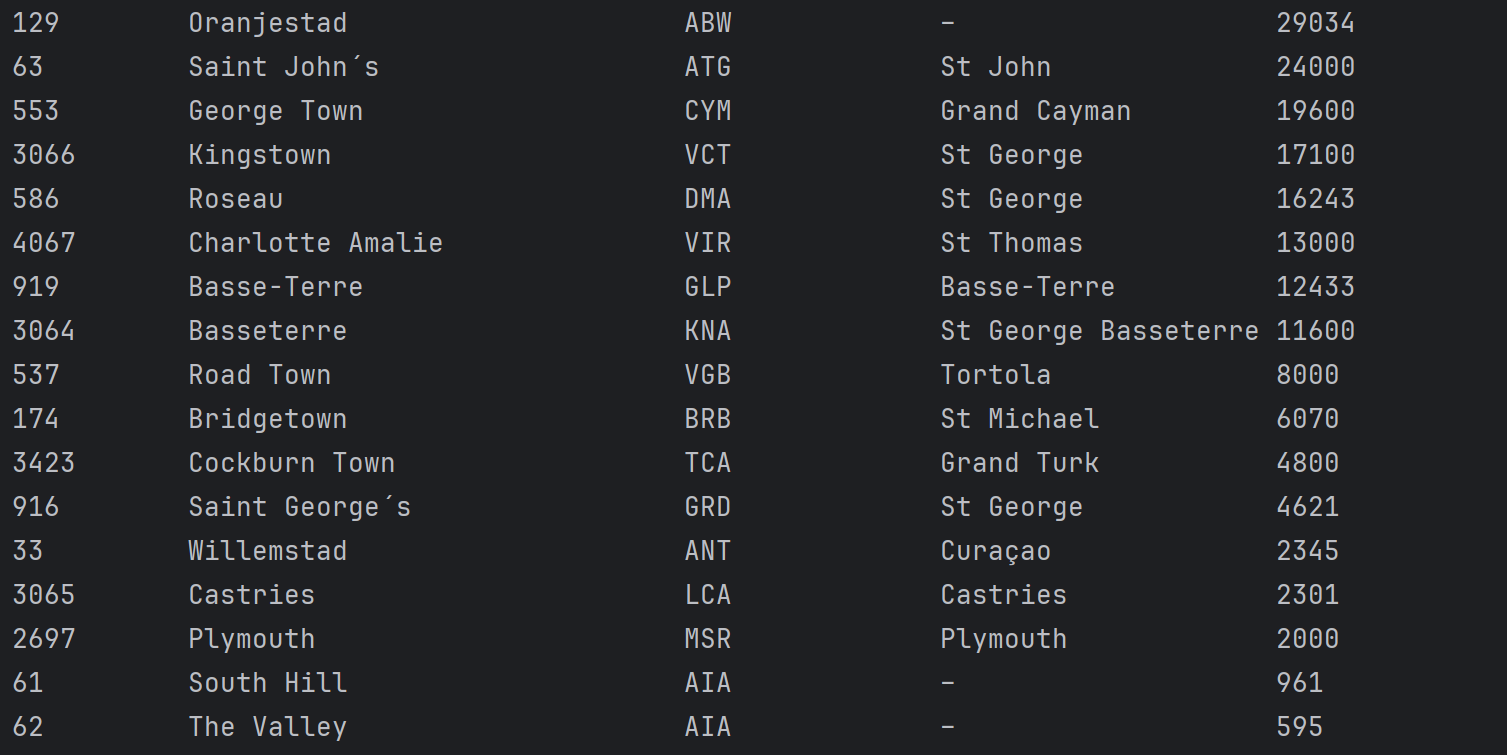 129 Oranjestad ABW – 29034
63 Saint John´s ATG St John 24000
553 George Town CYM Grand Cayman 19600
3066 Kingstown VCT St George 17100
586 Roseau DMA St George 16243
4067 Charlotte Amalie VIR St Thomas 13000
919 Basse-Terre GLP Basse-Terre 12433
3064 Basseterre KNA St George Basseterre 11600
537 Road Town VGB Tortola 8000
174 Bridgetown BRB St Michael 6070
3423 Cockburn Town TCA Grand Turk 4800
916 Saint George´s GRD St George 4621
33 Willemstad ANT Curaçao 2345
3065 Castries LCA Castries 2301
2697 Plymouth MSR Plymouth 2000
61 South Hill AIA – 961
62 The Valley AIA – 595